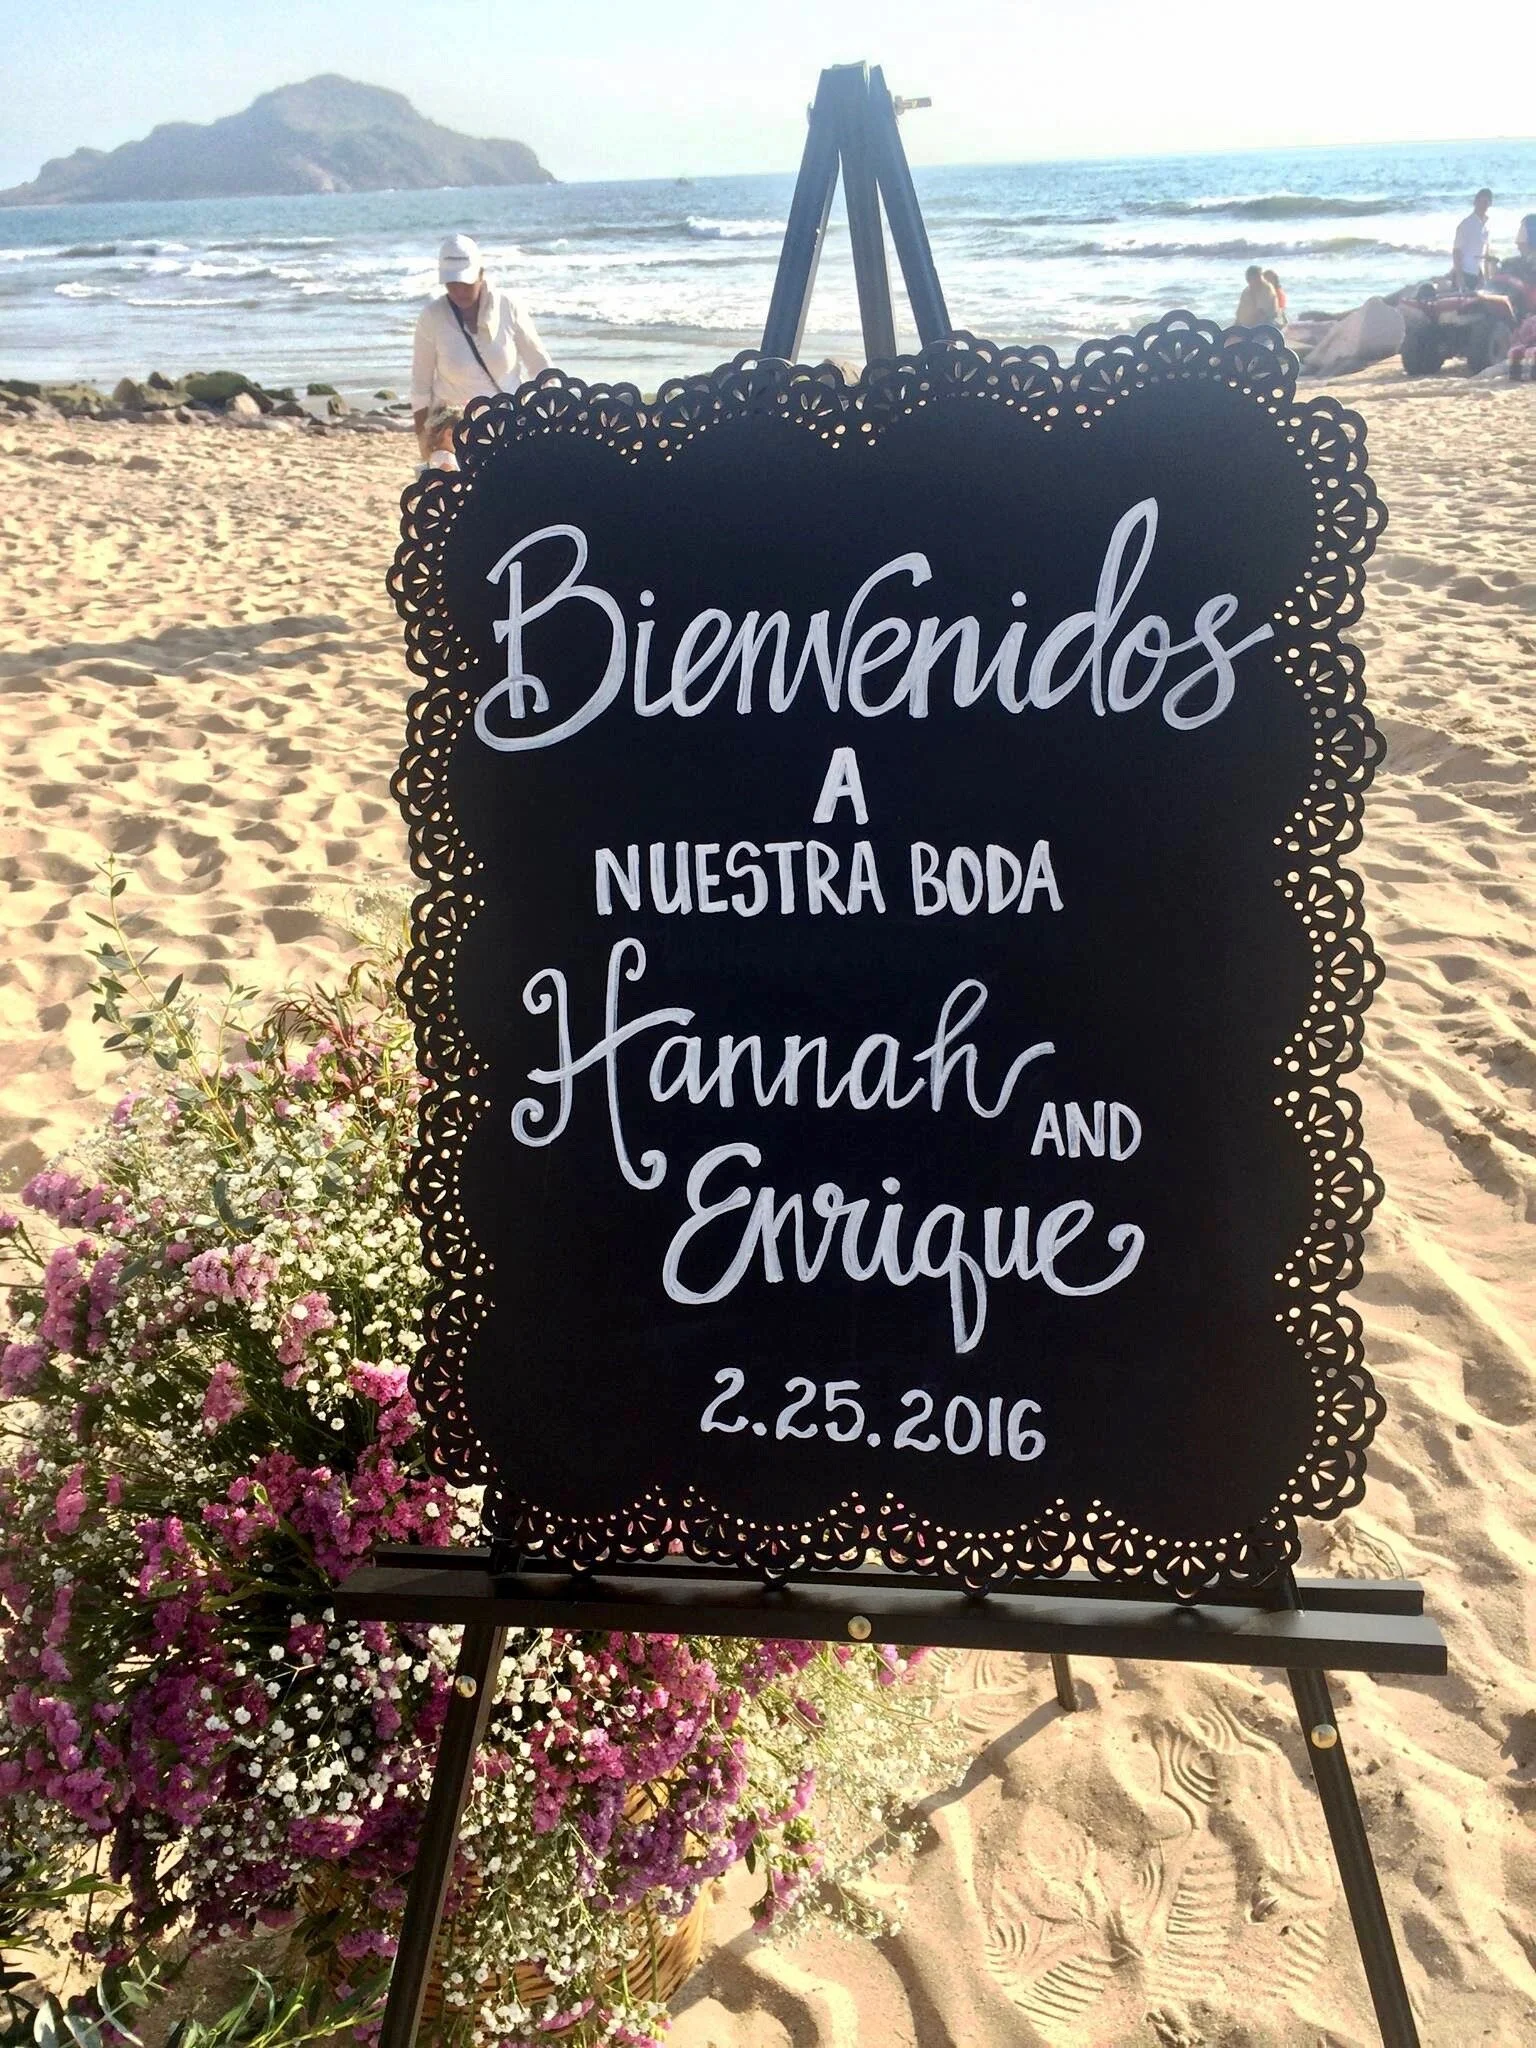 Bienvenidos
A
NUESTRA BODA
Hannah
AND
Enrique
2.25.2016